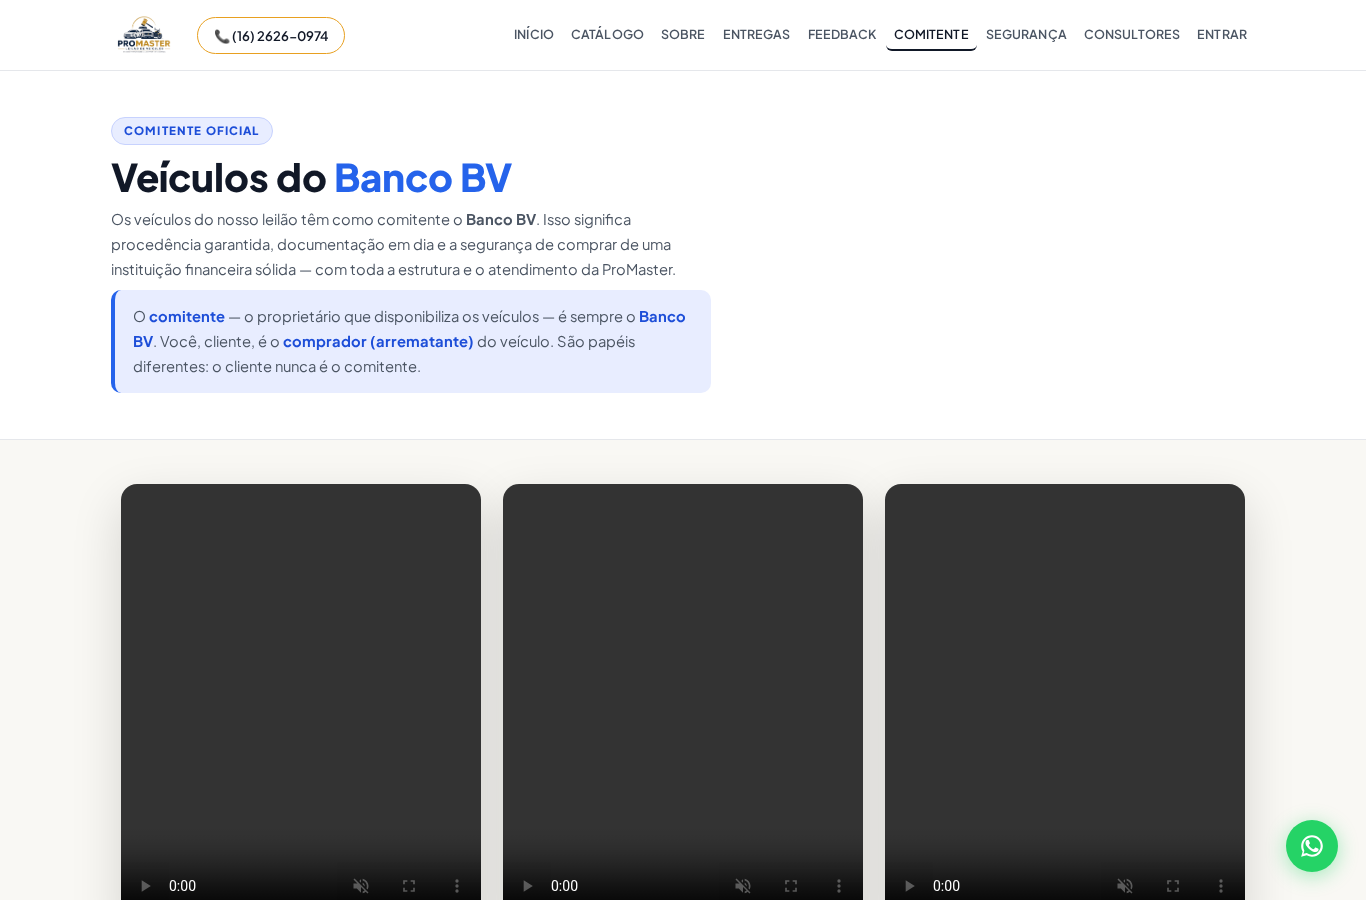 PROMASTER
📞 (16) 2626-0974
INÍCIO CATÁLOGO SOBRE ENTREGAS FEEDBACK COMITENTE SEGURANÇA CONSULTORES ENTRAR
COMITENTE OFICIAL
Veículos do Banco BV
Os veículos do nosso leilão têm como comitente o Banco BV. Isso significa
procedência garantida, documentação em dia e a segurança de comprar de uma
instituição financeira sólida — com toda a estrutura e o atendimento da ProMaster.
O comitente — o proprietário que disponibiliza os veículos — é sempre o Banco
BV. Você, cliente, é o comprador (arrematante) do veículo. São papéis
diferentes: o cliente nunca é o comitente.
0:00
0:00
0:00